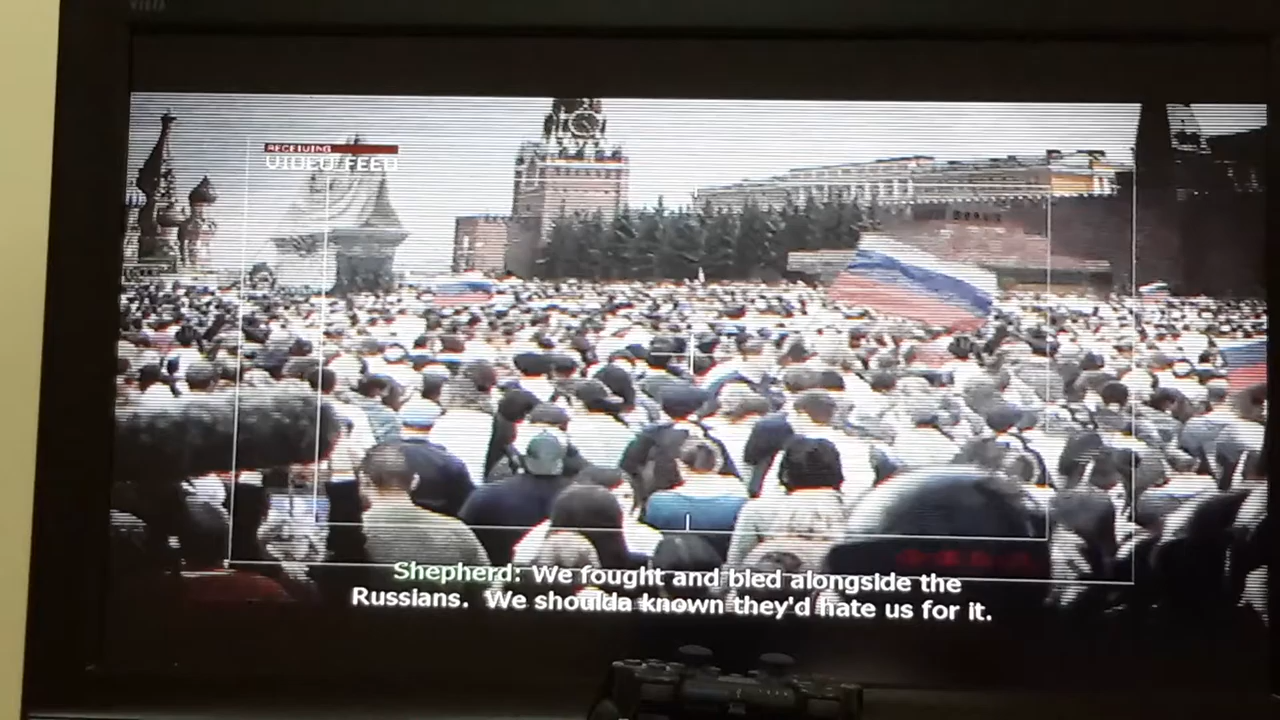 RECEIVING
VIDEO FEED
Shepherd: We fought and bled alongside the
Russians. We shoulda known they'd hate us for it.